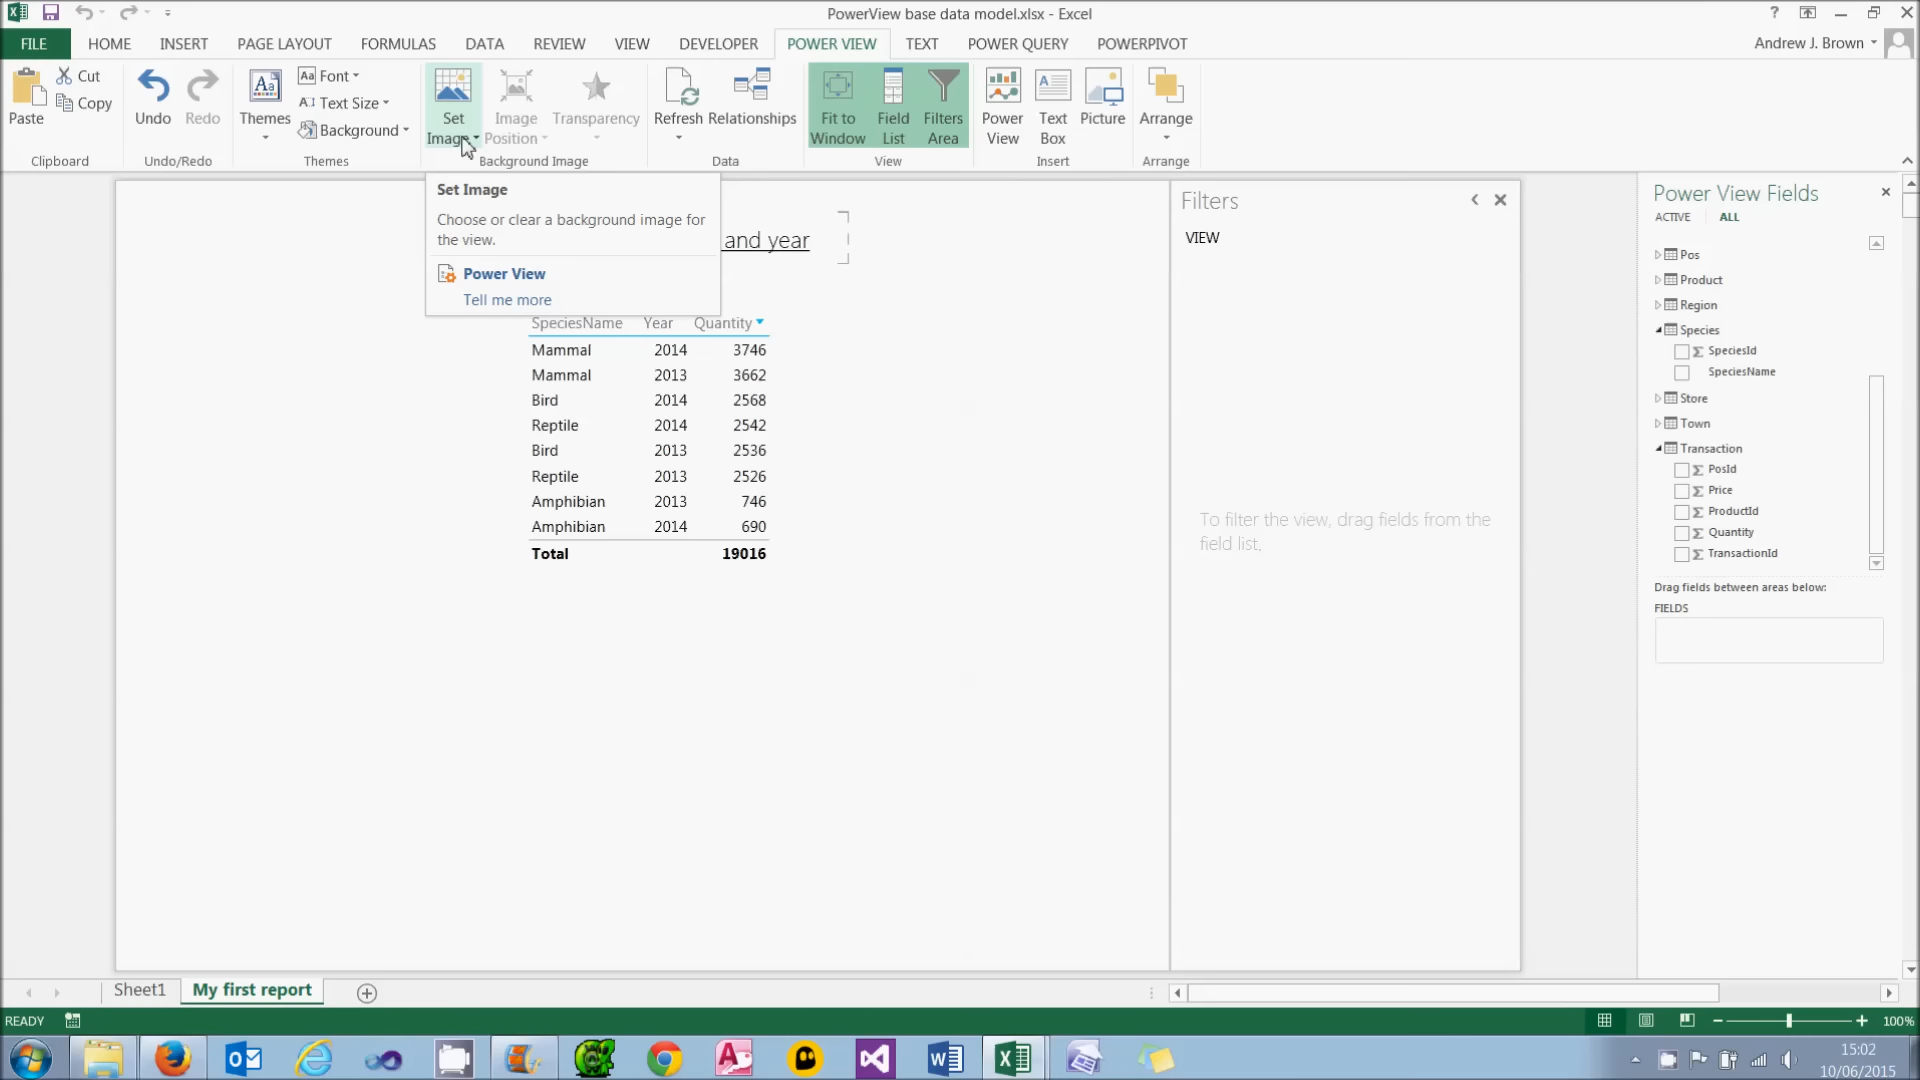 PowerView base data model.xlsx - Excel
?
FILE
HOME
INSERT
PAGE LAYOUT
FORMULAS
DATA
REVIEW
VIEW
DEVELOPER
POWER VIEW
TEXT
POWER QUERY
POWERPIVOT
Andrew J. Brown
Paste
Cut
Copy
Undo
Redo
Themes
Font
Text Size
Background
Set
Image
Image
Position
Transparency
Refresh
Relationships
Fit to
Window
Field
List
Filters
Area
Power
View
Text
Box
Picture
Arrange
Clipboard
Undo/Redo
Themes
Background Image
Data
View
Insert
Arrange
Set Image
Choose or clear a background image for
the view.
Power View
Tell me more
and year
SpeciesName Year Quantity
Mammal 2014 3746
Mammal 2013 3662
Bird 2014 2568
Reptile 2014 2542
Bird 2013 2536
Reptile 2013 2526
Amphibian 2013 746
Amphibian 2014 690
Total 19016
Filters
VIEW
To filter the view, drag fields from the
field list.
Power View Fields
ACTIVE ALL
Pos
Product
Region
Species
SpeciesId
SpeciesName
Store
Town
Transaction
PosId
Price
ProductId
Quantity
TransactionId
Drag fields between areas below:
FIELDS
Sheet1
My first report
READY
100%
15:02
10/06/2015